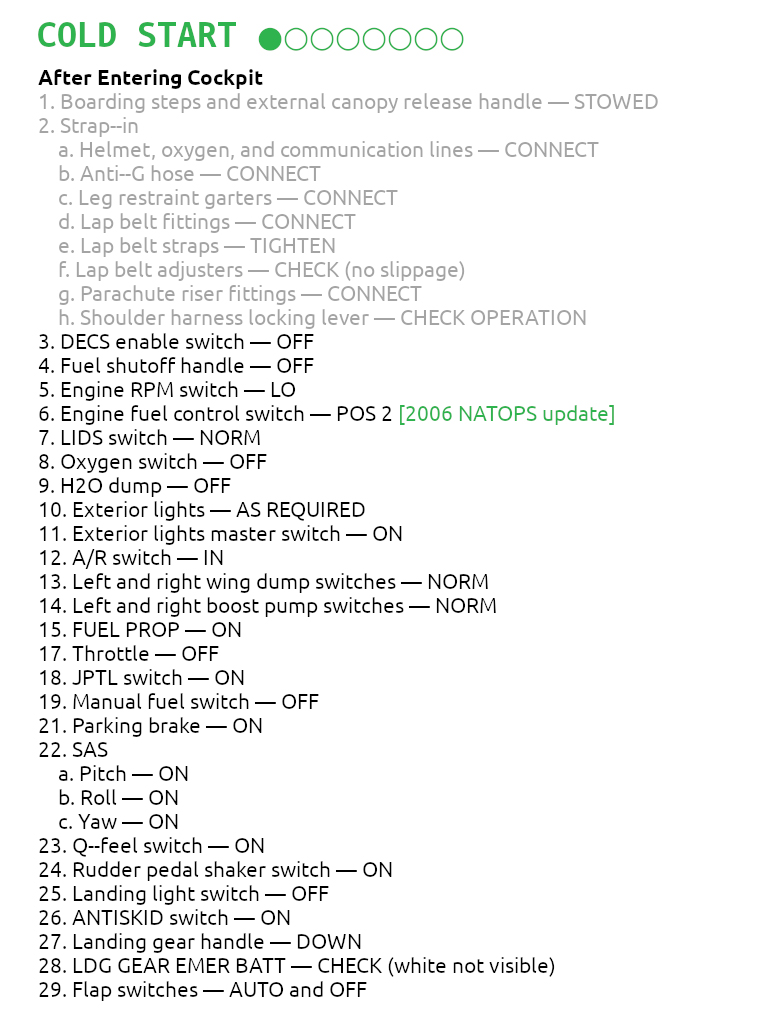 COLD START ●○○○○○○○
After Entering Cockpit
1. Boarding steps and external canopy release handle — STOWED
2. Strap--in
a. Helmet, oxygen, and communication lines — CONNECT
b. Anti--G hose — CONNECT
c. Leg restraint garters — CONNECT
d. Lap belt fittings — CONNECT
e. Lap belt straps — TIGHTEN
f. Lap belt adjusters — CHECK (no slippage)
g. Parachute riser fittings — CONNECT
h. Shoulder harness locking lever — CHECK OPERATION
3. DECS enable switch — OFF
4. Fuel shutoff handle — OFF
5. Engine RPM switch — LO
6. Engine fuel control switch — POS 2 [2006 NATOPS update]
7. LIDS switch — NORM
8. Oxygen switch — OFF
9. H2O dump — OFF
10. Exterior lights — AS REQUIRED
11. Exterior lights master switch — ON
12. A/R switch — IN
13. Left and right wing dump switches — NORM
14. Left and right boost pump switches — NORM
15. FUEL PROP — ON
17. Throttle — OFF
18. JPTL switch — ON
19. Manual fuel switch — OFF
21. Parking brake — ON
22. SAS
a. Pitch — ON
b. Roll — ON
c. Yaw — ON
23. Q--feel switch — ON
24. Rudder pedal shaker switch — ON
25. Landing light switch — OFF
26. ANTISKID switch — ON
27. Landing gear handle — DOWN
28. LDG GEAR EMER BATT — CHECK (white not visible)
29. Flap switches — AUTO and OFF